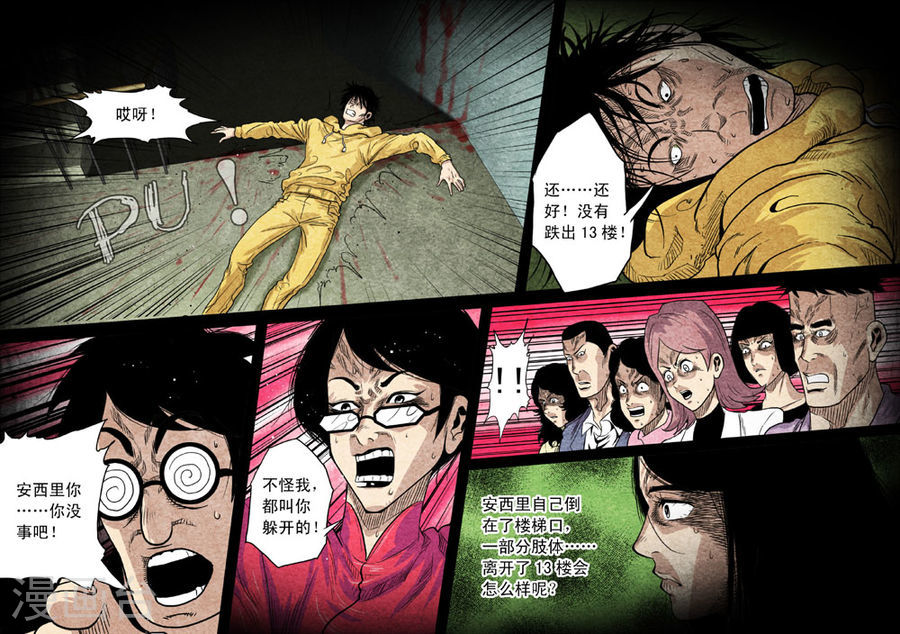 哎呀！
PU！
还……还
好！没有
跌出13楼！
安西里你
……你没
事吧！
不怪我，
都叫你
躲开的！
！！
安西里自己倒
在了楼梯口，
一部分肢体……
离开了13楼会
怎么样呢？
漫画台